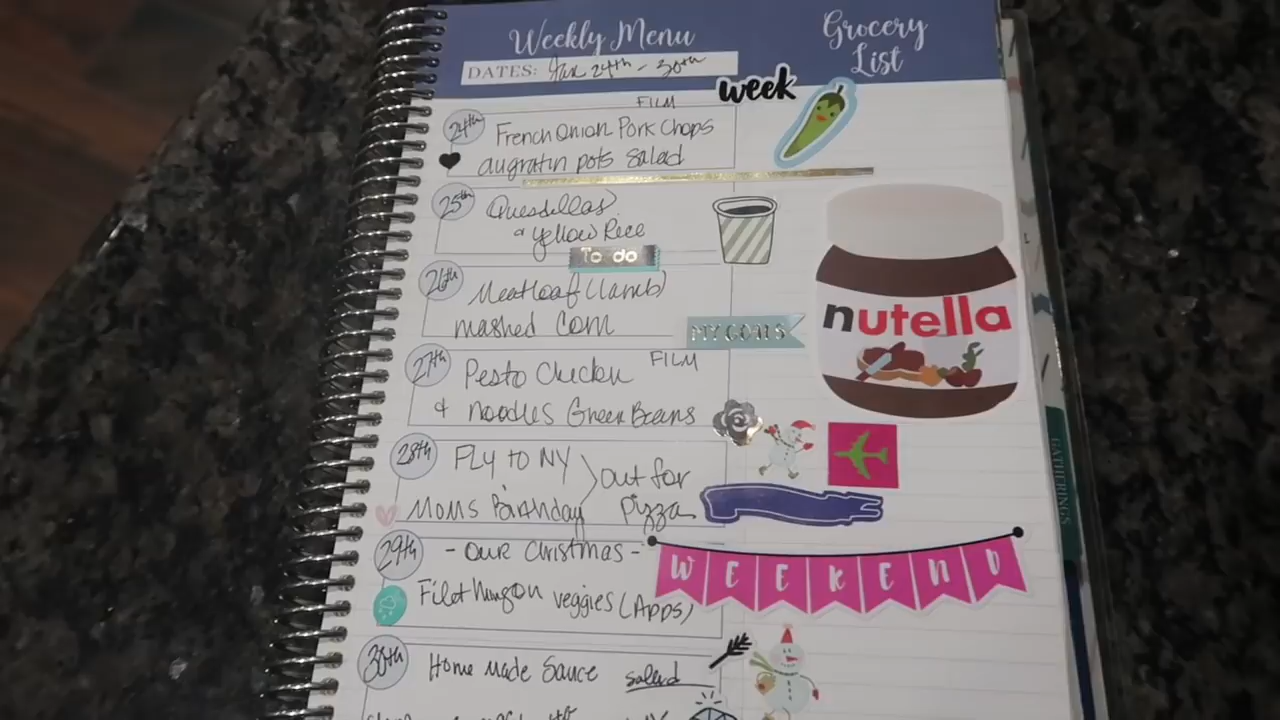 Weekly Menu
Grocery List
DATES: Jan 24th - 30th
week
FILM
24th French Onion Pork Chops
augratin pots salad
25th Quesdillas
& yellow Rice
To do
26th Meatloaf (lamb)
mashed Corn
MY GOALS
nutella
FILM
27th Pesto Chicken
& noodles Green Beans
28th FLY to NY
Moms Birthday
out for
pizza
GATHERINGS
29th - Our Christmas -
WEEKEND
Filet Mingon veggies (Apps)
30th Home Made Sauce salad